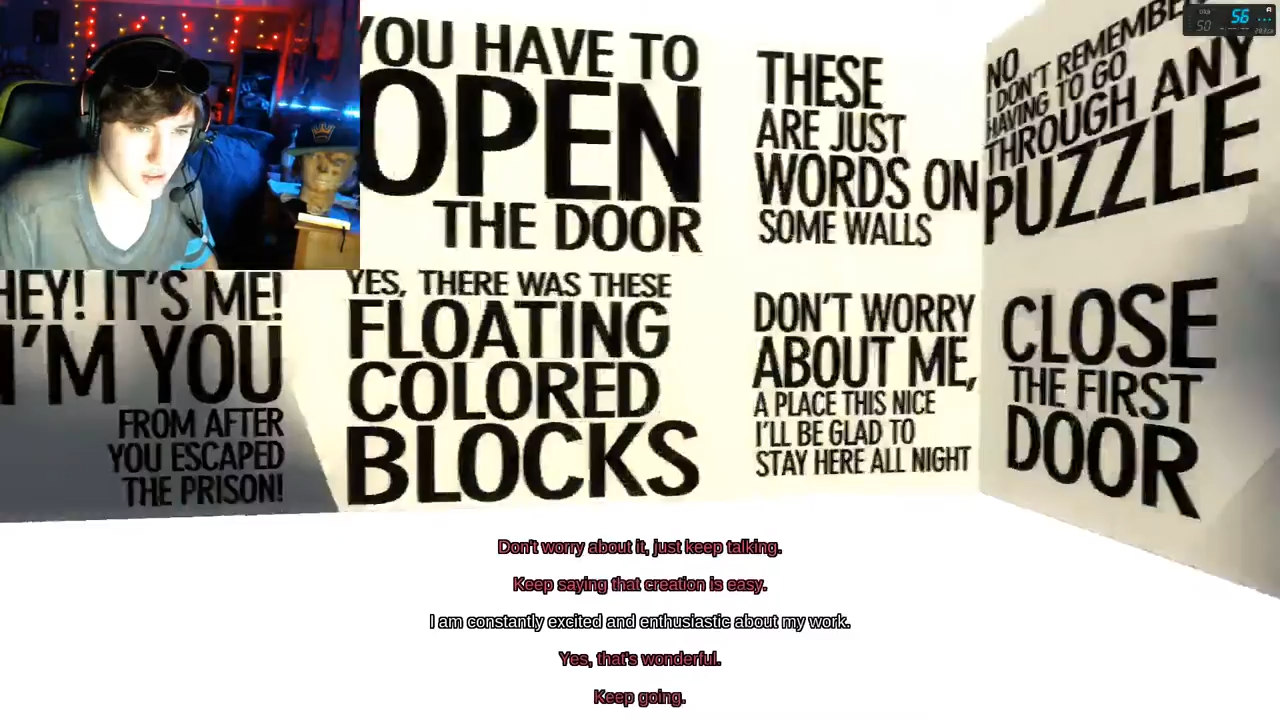 YOU HAVE TO
OPEN
THE DOOR
THESE
ARE JUST
WORDS ON
SOME WALLS
NO
I DON'T REMEMBER
HAVING TO GO
THROUGH ANY
PUZZLE
HEY! IT'S ME!
I'M YOU
FROM AFTER
YOU ESCAPED
THE PRISON!
YES, THERE WAS THESE
FLOATING
COLORED
BLOCKS
DON'T WORRY
ABOUT ME,
A PLACE THIS NICE
I'LL BE GLAD TO
STAY HERE ALL NIGHT
CLOSE
THE FIRST
DOOR
Don't worry about it, just keep talking.
Keep saying that creation is easy.
I am constantly excited and enthusiastic about my work.
Yes, that's wonderful.
Keep going.
56
50